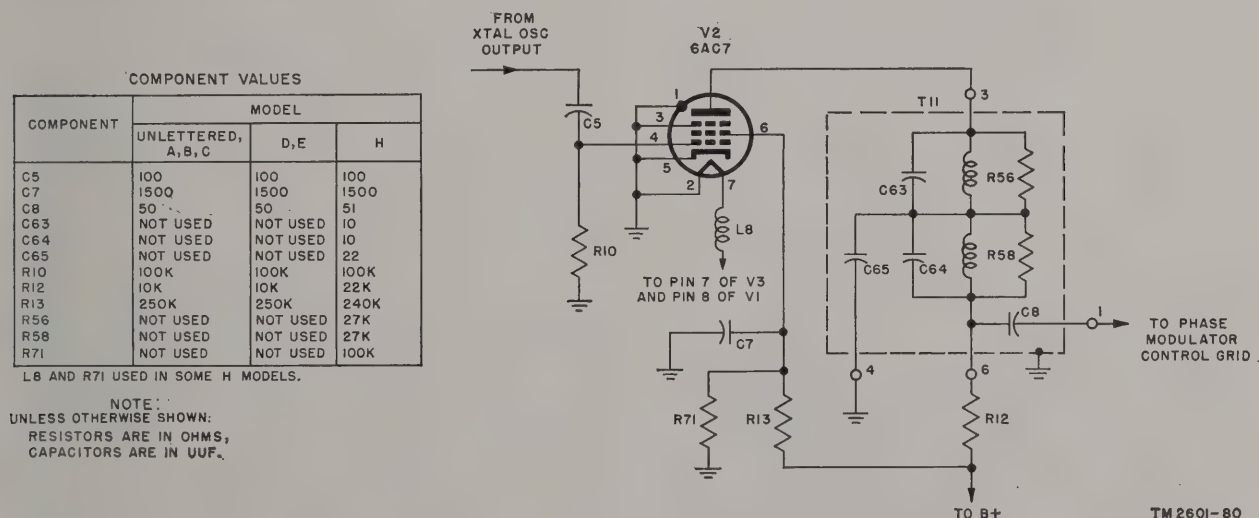 COMPONENT VALUES
COMPONENT
MODEL
UNLETTERED, A,B,C
D,E
H
C5 100 100 100
C7 1500 1500 1500
C8 50 50 51
C63 NOT USED NOT USED 10
C64 NOT USED NOT USED 10
C65 NOT USED NOT USED 22
R10 100K 100K 100K
R12 10K 10K 22K
R13 250K 250K 240K
R56 NOT USED NOT USED 27K
R58 NOT USED NOT USED 27K
R71 NOT USED NOT USED 100K
L8 AND R71 USED IN SOME H MODELS.
NOTE:
UNLESS OTHERWISE SHOWN:
RESISTORS ARE IN OHMS,
CAPACITORS ARE IN UUF.
FROM
XTAL OSC
OUTPUT
V2
6AC7
C5
1
3
4
5
2
7
6
R10
L8
TO PIN 7 OF V3
AND PIN 8 OF V1
C7
R71
R13
T11
3
C63
R56
C65
C64
R58
C8
1
TO PHASE
MODULATOR
CONTROL GRID
4
6
R12
TO B+
TM2601-80